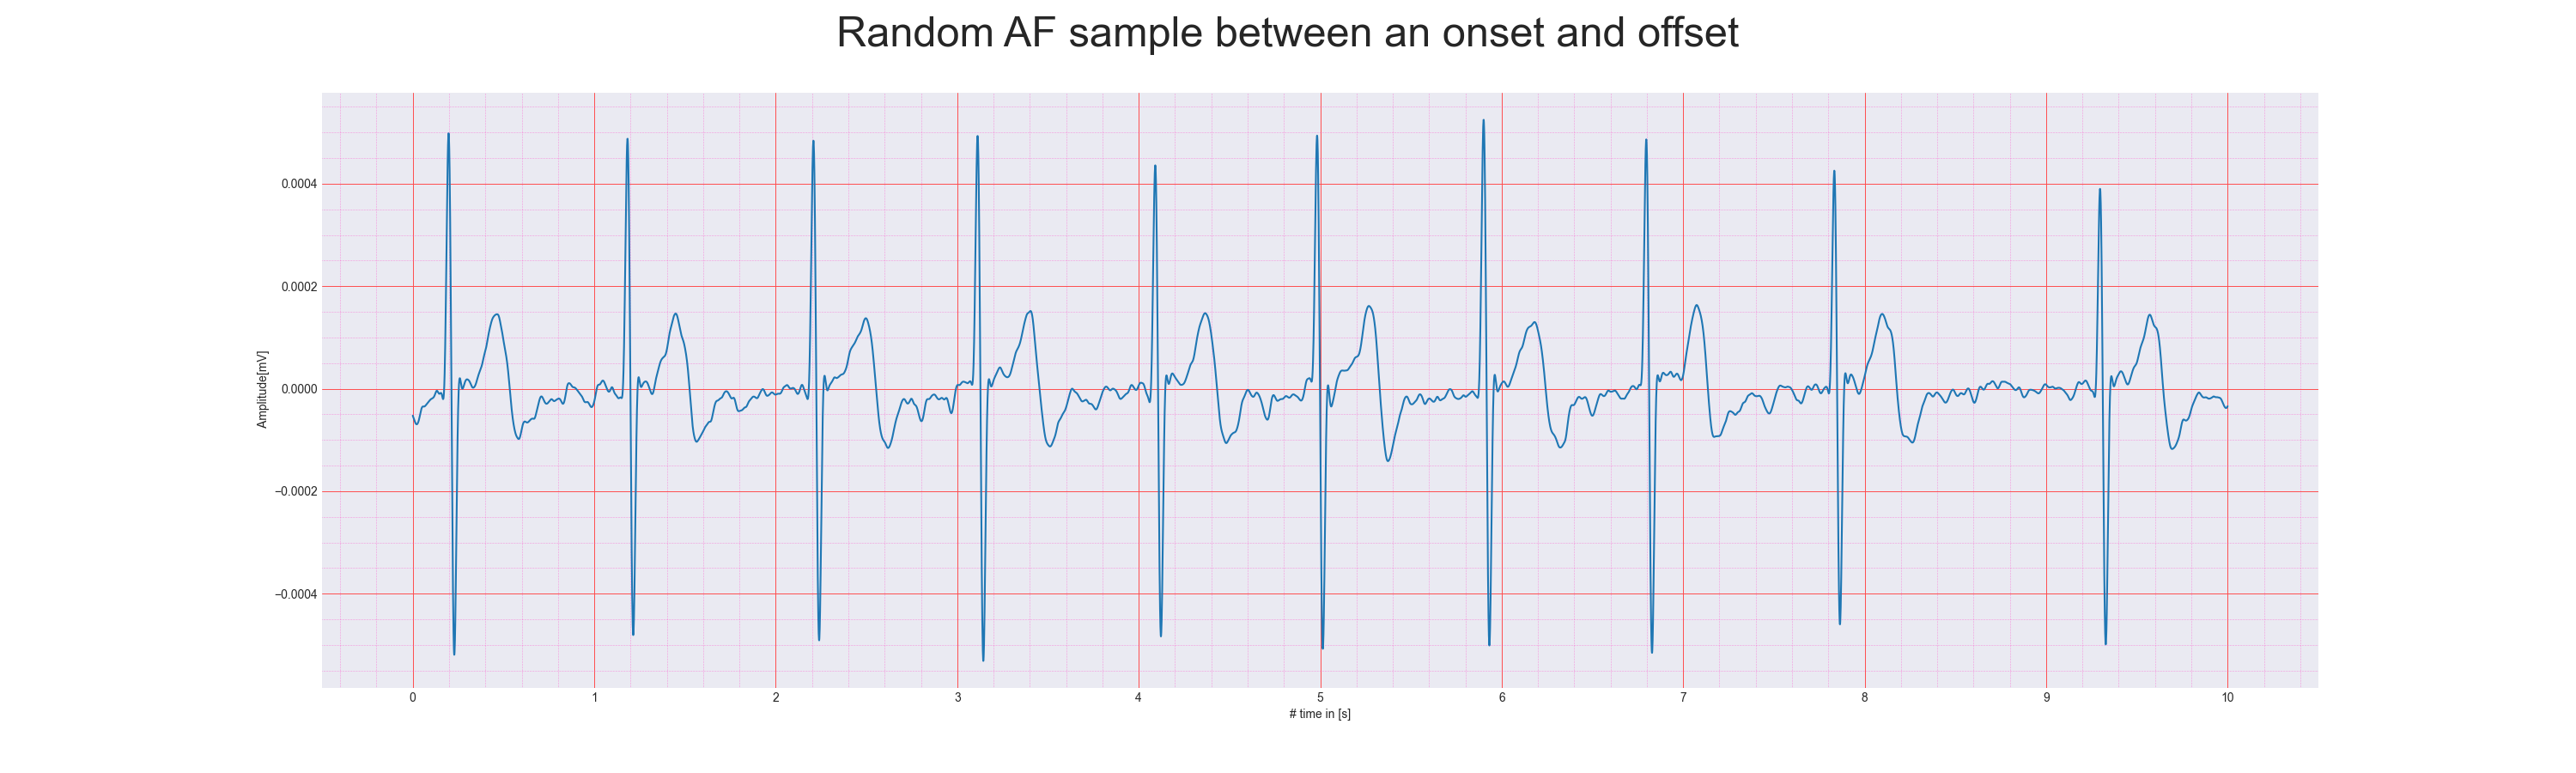 Random AF sample between an onset and offset
0.0004
0.0002
0.0000
−0.0002
−0.0004
Amplitude[mV]
0 1 2 3 4 5 6 7 8 9 10
# time in [s]